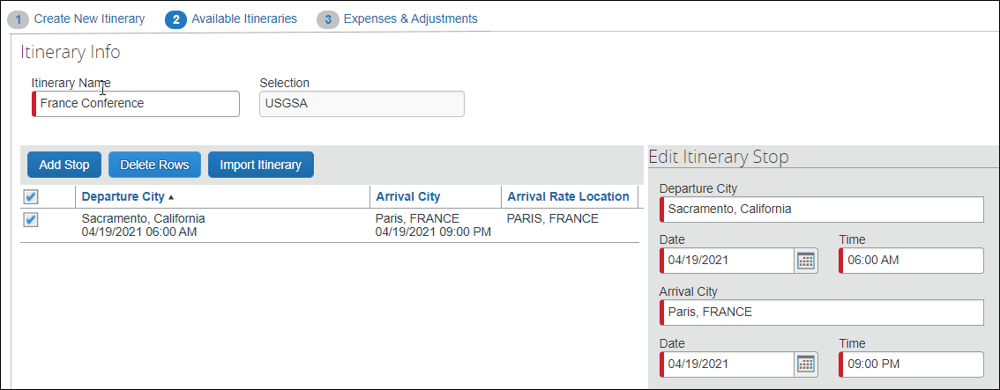 1 Create New Itinerary 2 Available Itineraries 3 Expenses & Adjustments
Itinerary Info
Itinerary Name Selection
France Conference USGSA
Add Stop Delete Rows Import Itinerary
Departure City Arrival City Arrival Rate Location
Sacramento, California Paris, FRANCE PARIS, FRANCE
04/19/2021 06:00 AM 04/19/2021 09:00 PM
Edit Itinerary Stop
Departure City
Sacramento, California
Date Time
04/19/2021 06:00 AM
Arrival City
Paris, FRANCE
Date Time
04/19/2021 09:00 PM